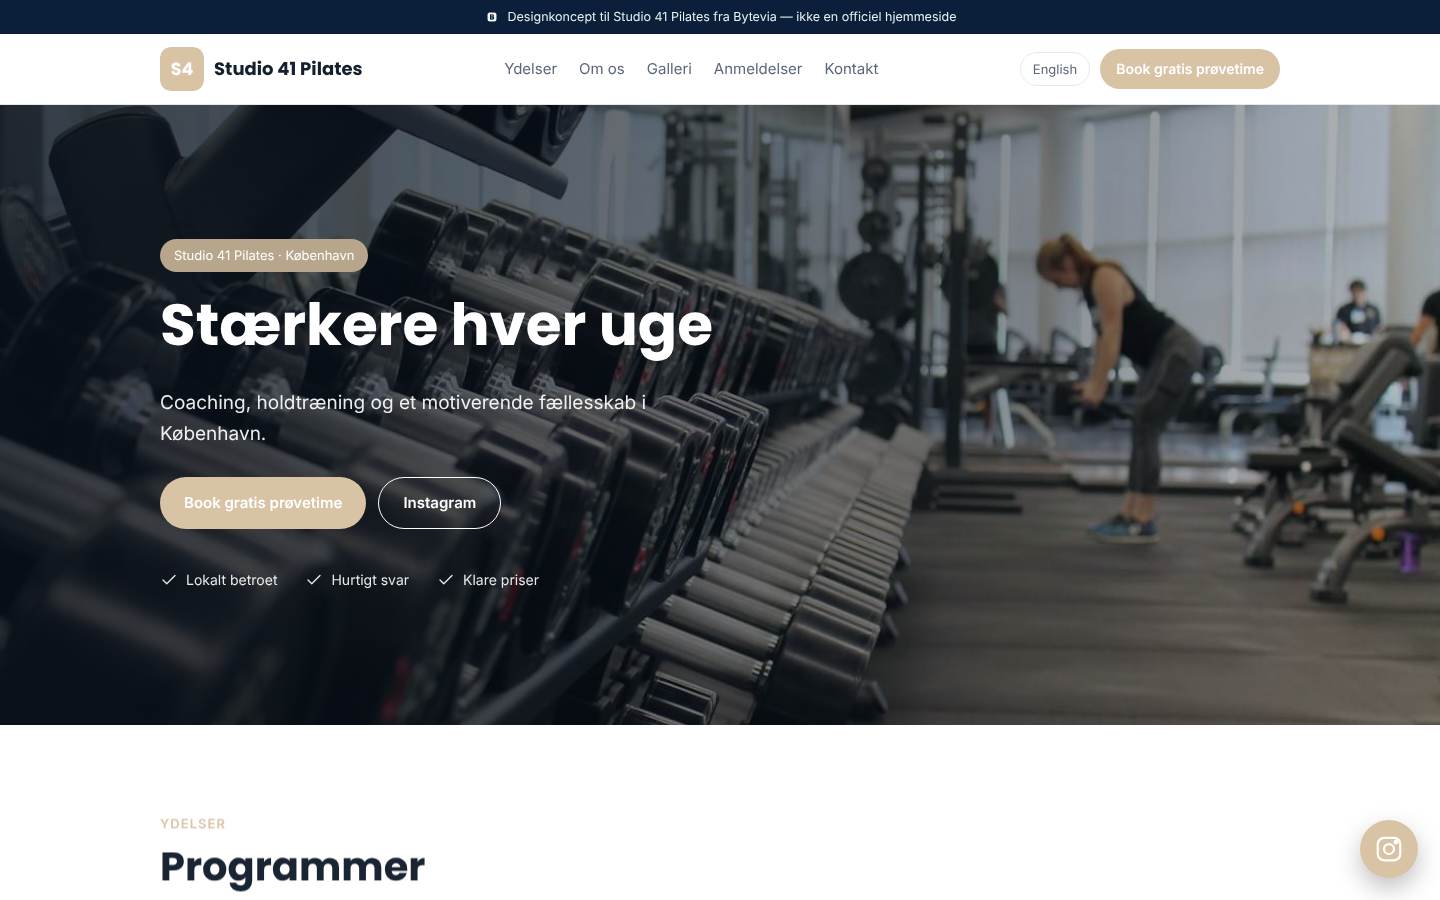 Designkoncept til Studio 41 Pilates fra Bytevia — ikke en officiel hjemmeside
S4 Studio 41 Pilates
Ydelser Om os Galleri Anmeldelser Kontakt
English
Book gratis prøvetime
Studio 41 Pilates · København
Stærkere hver uge
Coaching, holdtræning og et motiverende fællesskab i
København.
Book gratis prøvetime
Instagram
Lokalt betroet
Hurtigt svar
Klare priser
YDELSER
Programmer